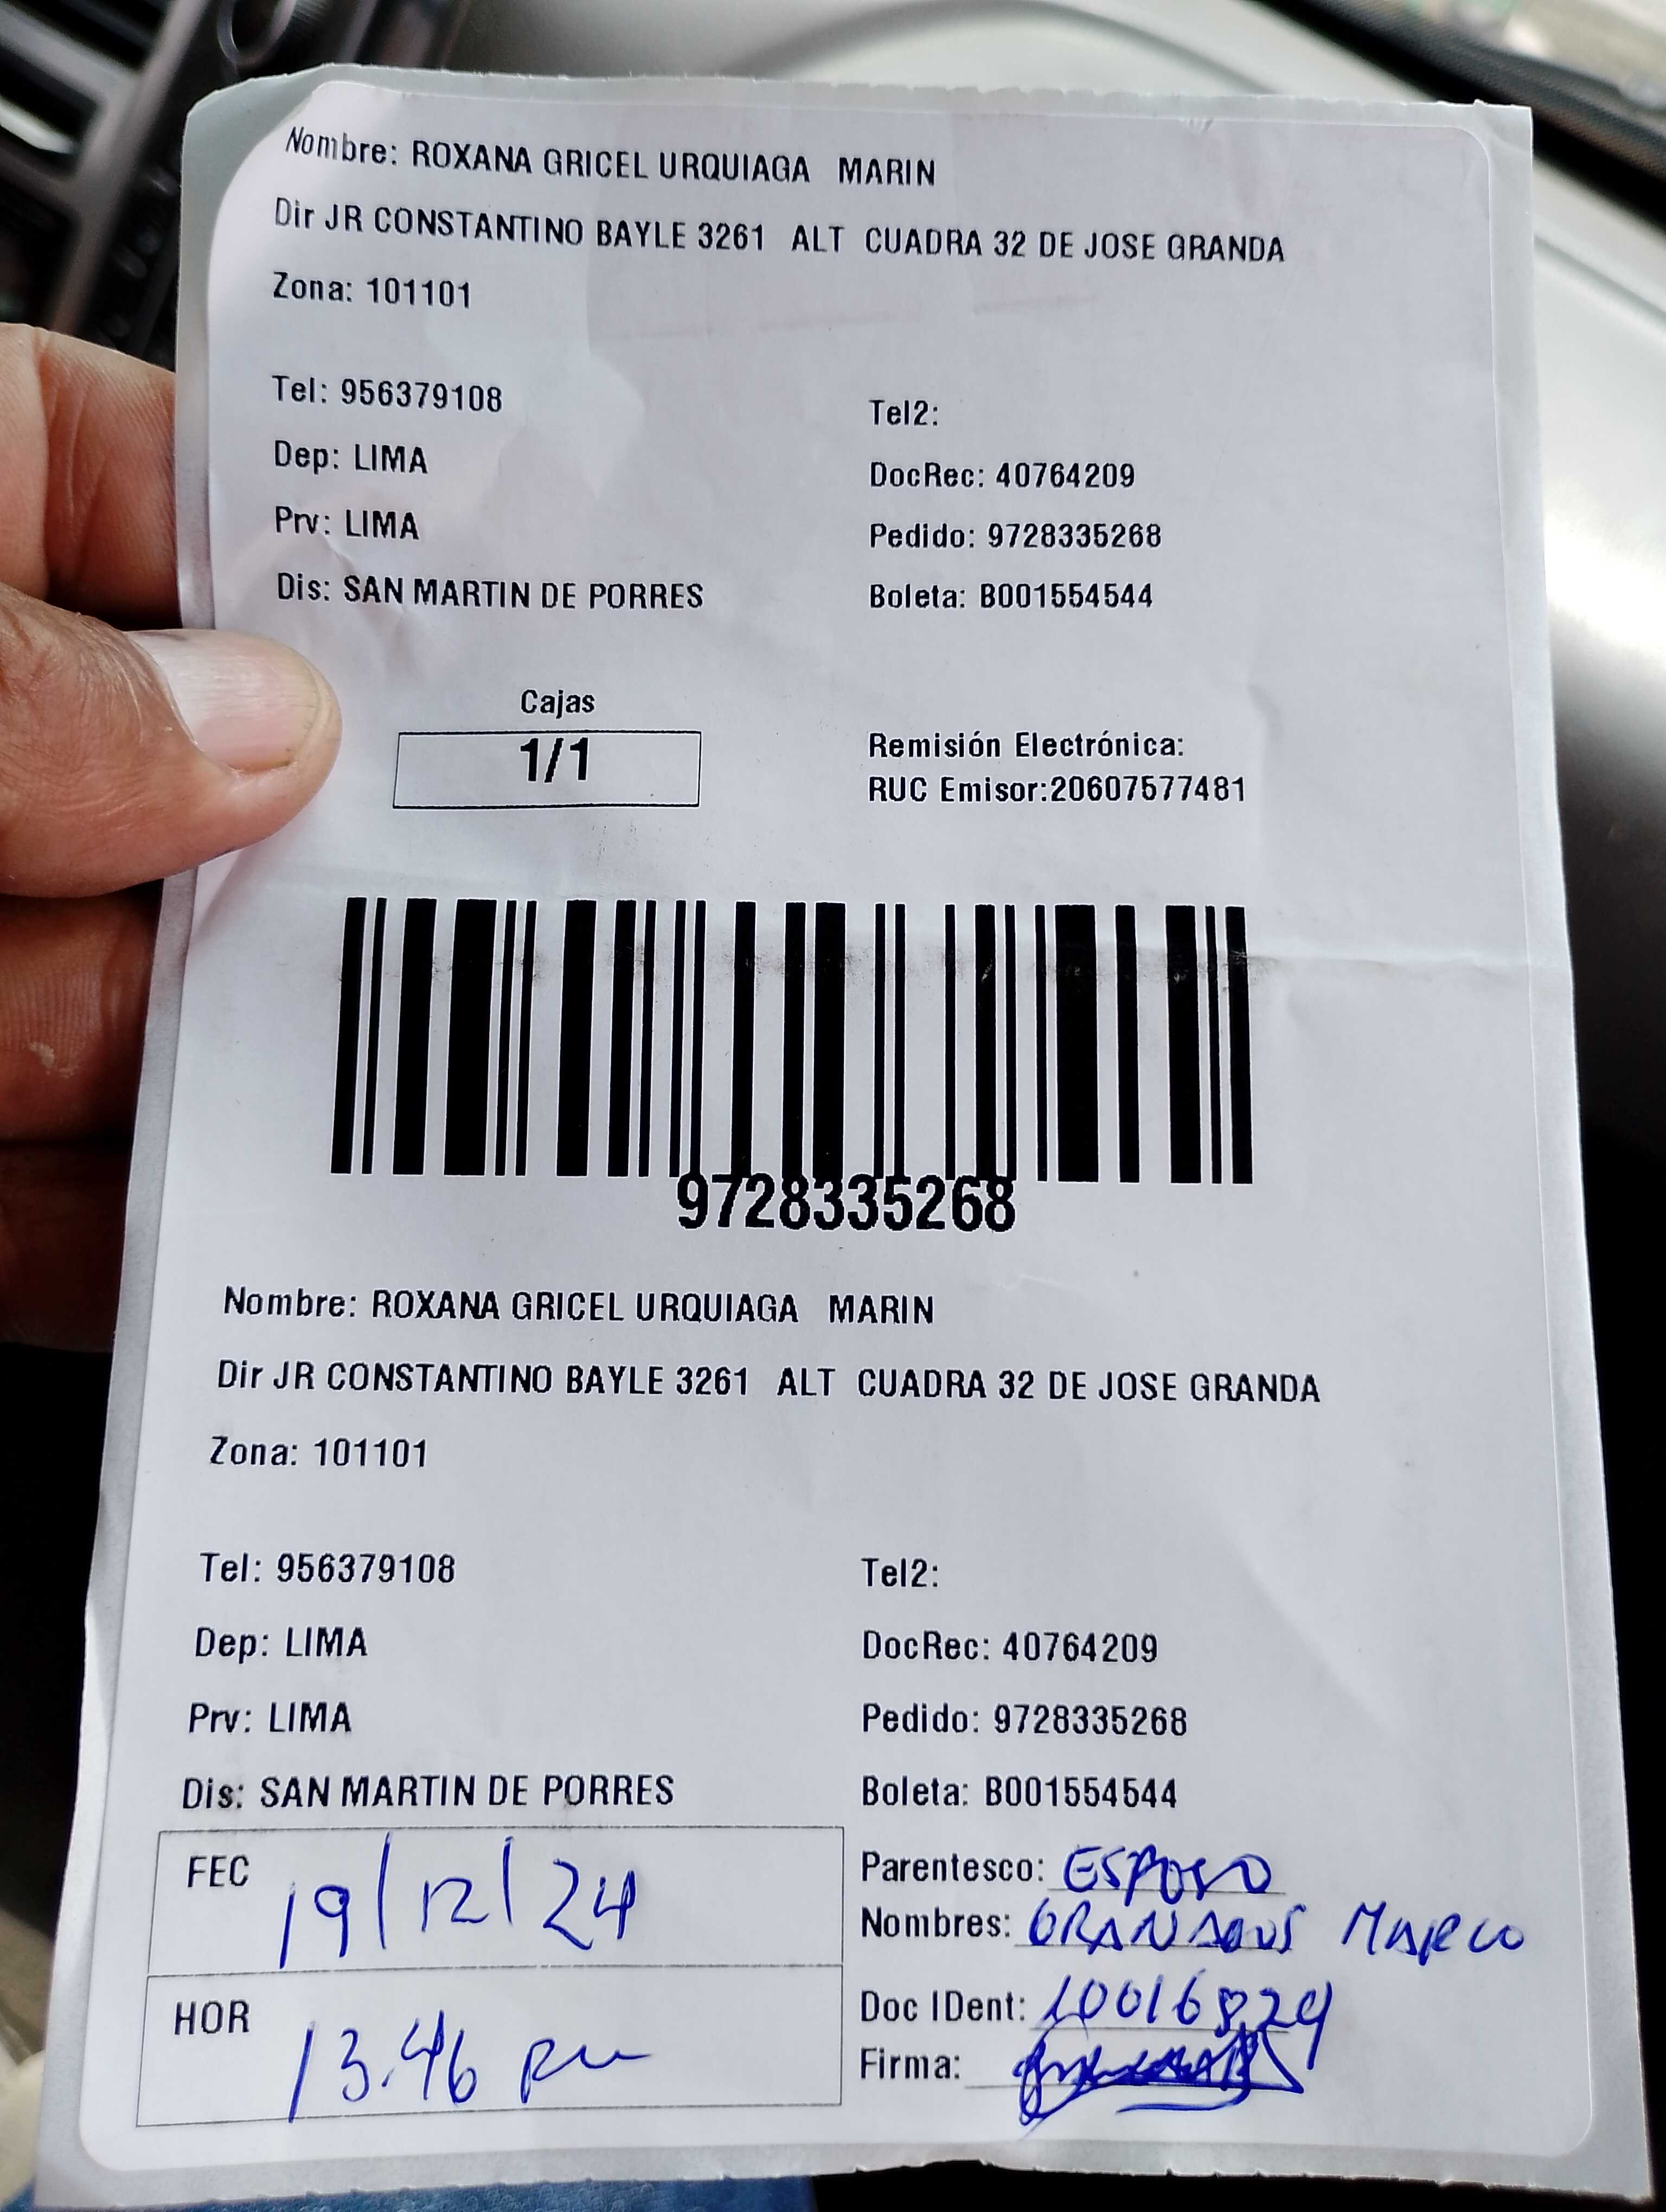 Nombre: ROXANA GRICEL URQUIAGA MARIN
Dir JR CONSTANTINO BAYLE 3261 ALT CUADRA 32 DE JOSE GRANDA
Zona: 101101
Tel: 956379108
Tel2:
Dep: LIMA
DocRec: 40764209
Prv: LIMA
Pedido: 9728335268
Dis: SAN MARTIN DE PORRES
Boleta: B001554544
Cajas
1/1
Remisión Electrónica:
RUC Emisor:20607577481
9728335268
Nombre: ROXANA GRICEL URQUIAGA MARIN
Dir JR CONSTANTINO BAYLE 3261 ALT CUADRA 32 DE JOSE GRANDA
Zona: 101101
Tel: 956379108
Tel2:
Dep: LIMA
DocRec: 40764209
Prv: LIMA
Pedido: 9728335268
Dis: SAN MARTIN DE PORRES
Boleta: B001554544
FEC 19/12/24
Parentesco: ESPOSO
Nombres: GRANADOS MARCO
HOR 13.46 pm
Doc IDent:
Firma: